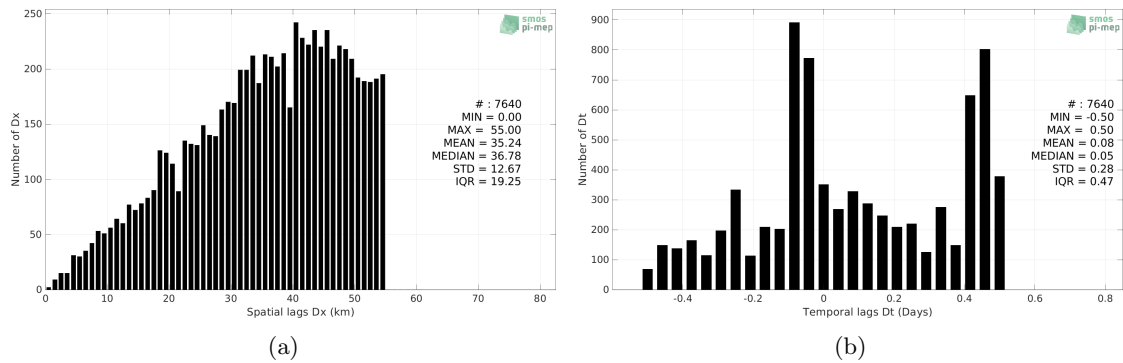 250
200
150
100
50
0
Number of Dx
0 10 20 30 40 50 60 70 80
Spatial lags Dx (km)
smos
pi-mep
# : 7640
MIN = 0.00
MAX = 55.00
MEAN = 35.24
MEDIAN = 36.78
STD = 12.67
IQR = 19.25
(a)
900
800
700
600
500
400
300
200
100
0
Number of Dt
-0.4 -0.2 0 0.2 0.4 0.6 0.8
Temporal lags Dt (Days)
smos
pi-mep
# : 7640
MIN = -0.50
MAX = 0.50
MEAN = 0.08
MEDIAN = 0.05
STD = 0.28
IQR = 0.47
(b)